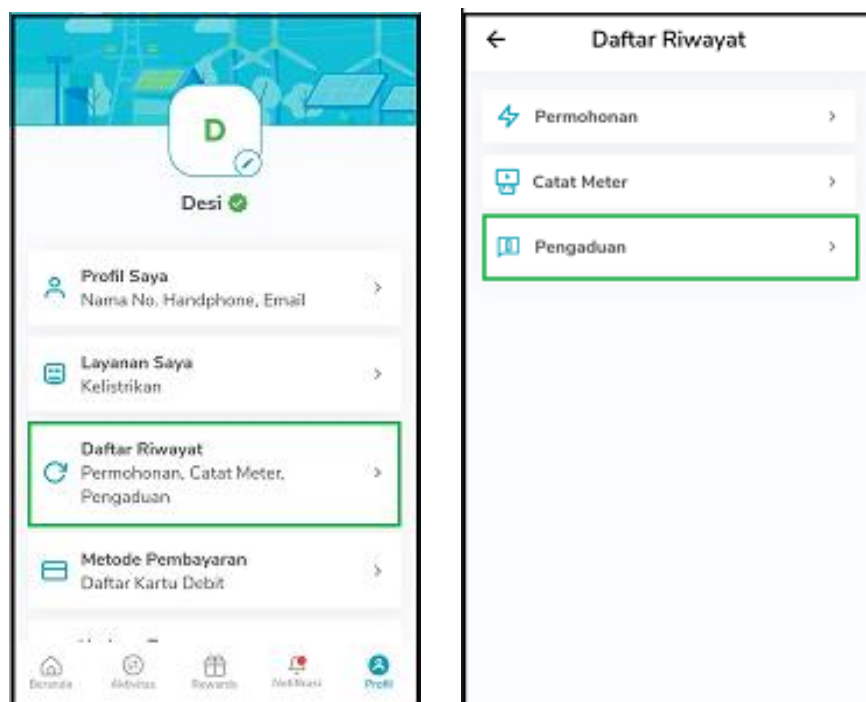 D
Desi
Profil Saya
Nama No. Handphone, Email
Layanan Saya
Kelistrikan
Daftar Riwayat
Permohonan, Catat Meter,
Pengaduan
Metode Pembayaran
Daftar Kartu Debit
Beranda
Aktivitas
Rewards
Notifikasi
Profil
Daftar Riwayat
Permohonan
Catat Meter
Pengaduan